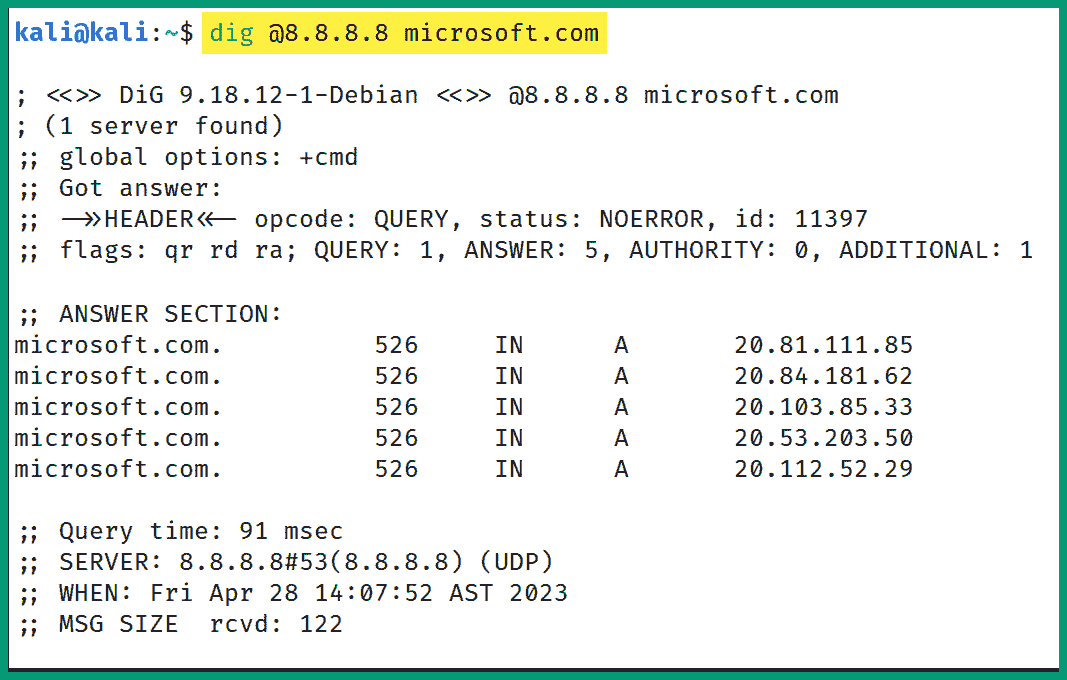 kali@kali:~$ dig @8.8.8.8 microsoft.com
; <<>> DiG 9.18.12-1-Debian <<>> @8.8.8.8 microsoft.com
; (1 server found)
;; global options: +cmd
;; Got answer:
;; ->>HEADER<<- opcode: QUERY, status: NOERROR, id: 11397
;; flags: qr rd ra; QUERY: 1, ANSWER: 5, AUTHORITY: 0, ADDITIONAL: 1
;; ANSWER SECTION:
microsoft.com. 526 IN A 20.81.111.85
microsoft.com. 526 IN A 20.84.181.62
microsoft.com. 526 IN A 20.103.85.33
microsoft.com. 526 IN A 20.53.203.50
microsoft.com. 526 IN A 20.112.52.29
;; Query time: 91 msec
;; SERVER: 8.8.8.8#53(8.8.8.8) (UDP)
;; WHEN: Fri Apr 28 14:07:52 AST 2023
;; MSG SIZE rcvd: 122